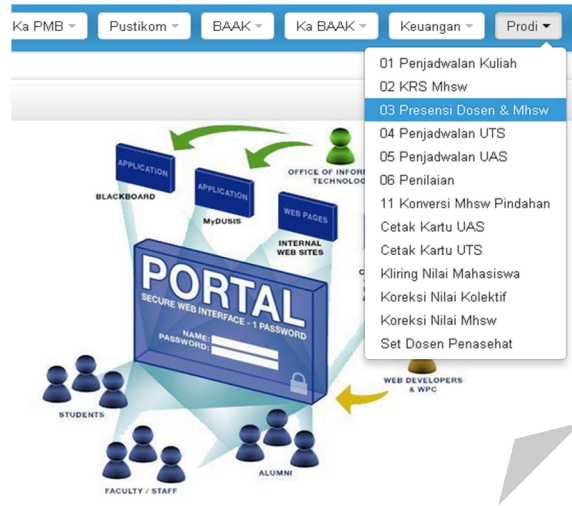 Ka PMB
Pustikom
BAAK
Ka BAAK
Keuangan
Prodi
01 Penjadwalan Kuliah
02 KRS Mhsw
03 Presensi Dosen & Mhsw
04 Penjadwalan UTS
05 Penjadwalan UAS
06 Penilaian
11 Konversi Mhsw Pindahan
Cetak Kartu UAS
Cetak Kartu UTS
Kliring Nilai Mahasiswa
Koreksi Nilai Kolektif
Koreksi Nilai Mhsw
Set Dosen Penasehat
APPLICATION
BLACKBOARD
APPLICATION
MyDUSIS
WEB PAGES
INTERNAL
WEB SITES
OFFICE OF
PORTAL
SECURE WEB INTERFACE - 1 PASSWORD
NAME:
PASSWORD:
STUDENTS
FACULTY / STAFF
ALUMNI
WEB DEVELOPERS
& WPC